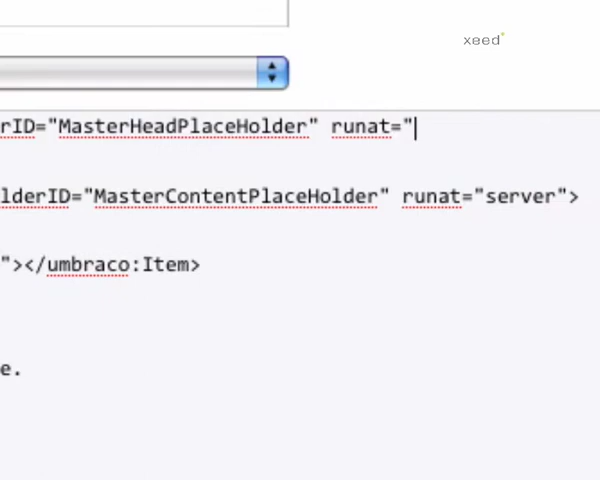 xeed
rID="MasterHeadPlaceHolder" runat="
lderID="MasterContentPlaceHolder" runat="server">
"></umbraco:Item>
e.